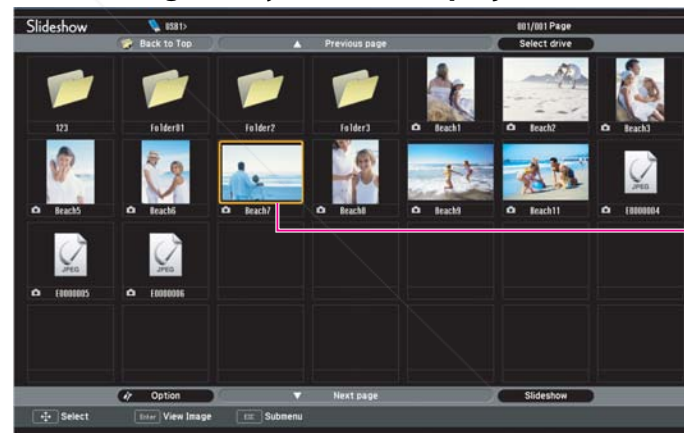 Slideshow USB1> 001/001 Page
Back to Top Previous page Select drive
123 Folder01 Folder2 Folder3 Beach1 Beach2 Beach3
Beach5 Beach6 Beach7 Beach8 Beach9 Beach11 E0000004
JPEG
JPEG JPEG
E0000005 E0000006
Option Next page Slideshow
Select Enter View Image ESC Submenu